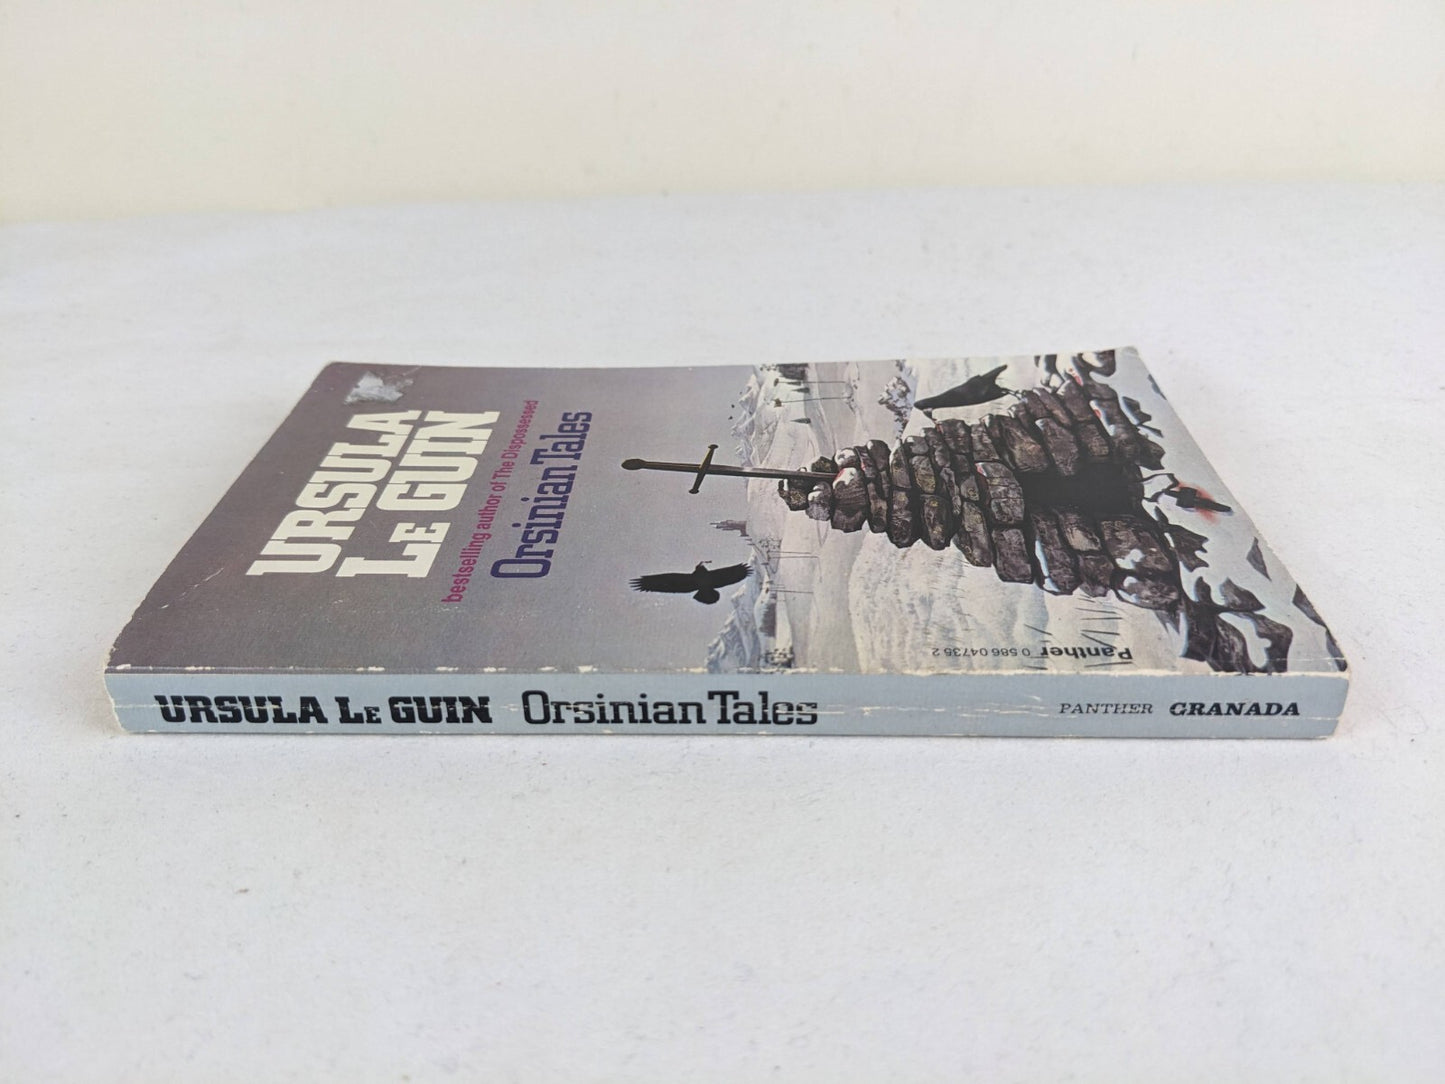 URSULA
LE GUIN
bestselling author of The Dispossessed
Orsinian Tales
Panther 0 586 04735 2
URSULA LE GUIN Orsinian Tales PANTHER GRANADA